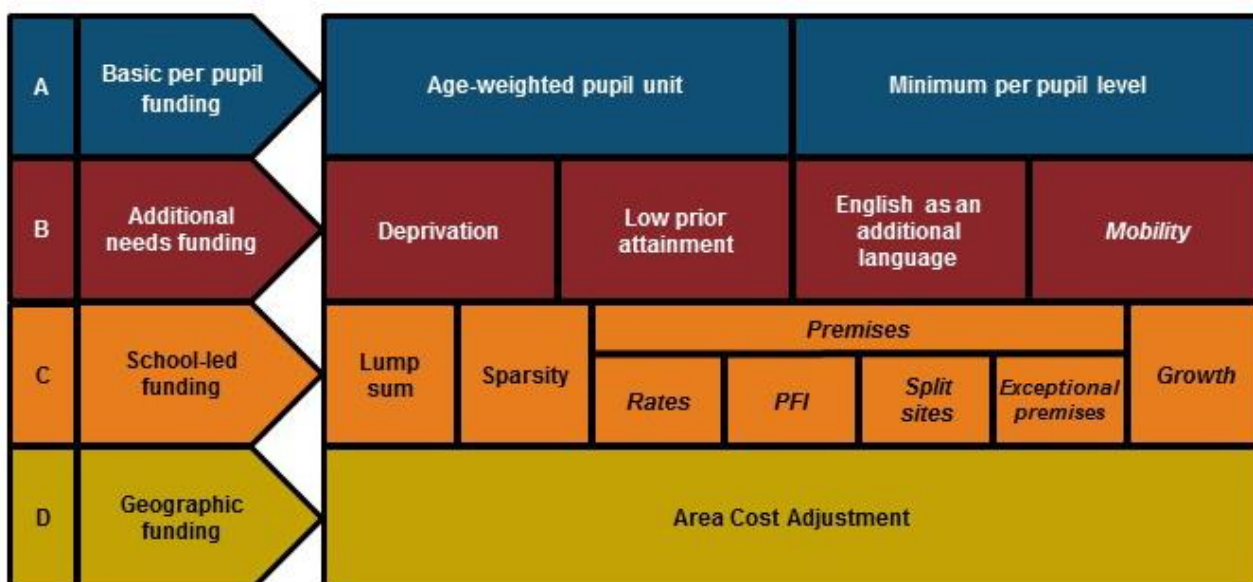 A
Basic per pupil
funding
Age-weighted pupil unit
Minimum per pupil level
B
Additional
needs funding
Deprivation
Low prior
attainment
English as an
additional
language
Mobility
C
School-led
funding
Lump
sum
Sparsity
Premises
Rates
PFI
Split
sites
Exceptional
premises
Growth
D
Geographic
funding
Area Cost Adjustment